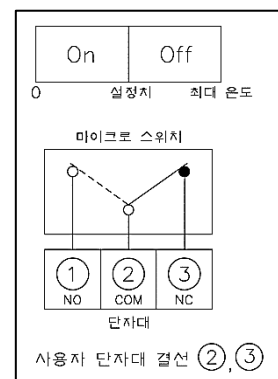 On Off
0 설정치 최대 온도
마이크로 스위치
① ② ③
NO COM NC
단자대
사용자 단자대 결선 ②,③